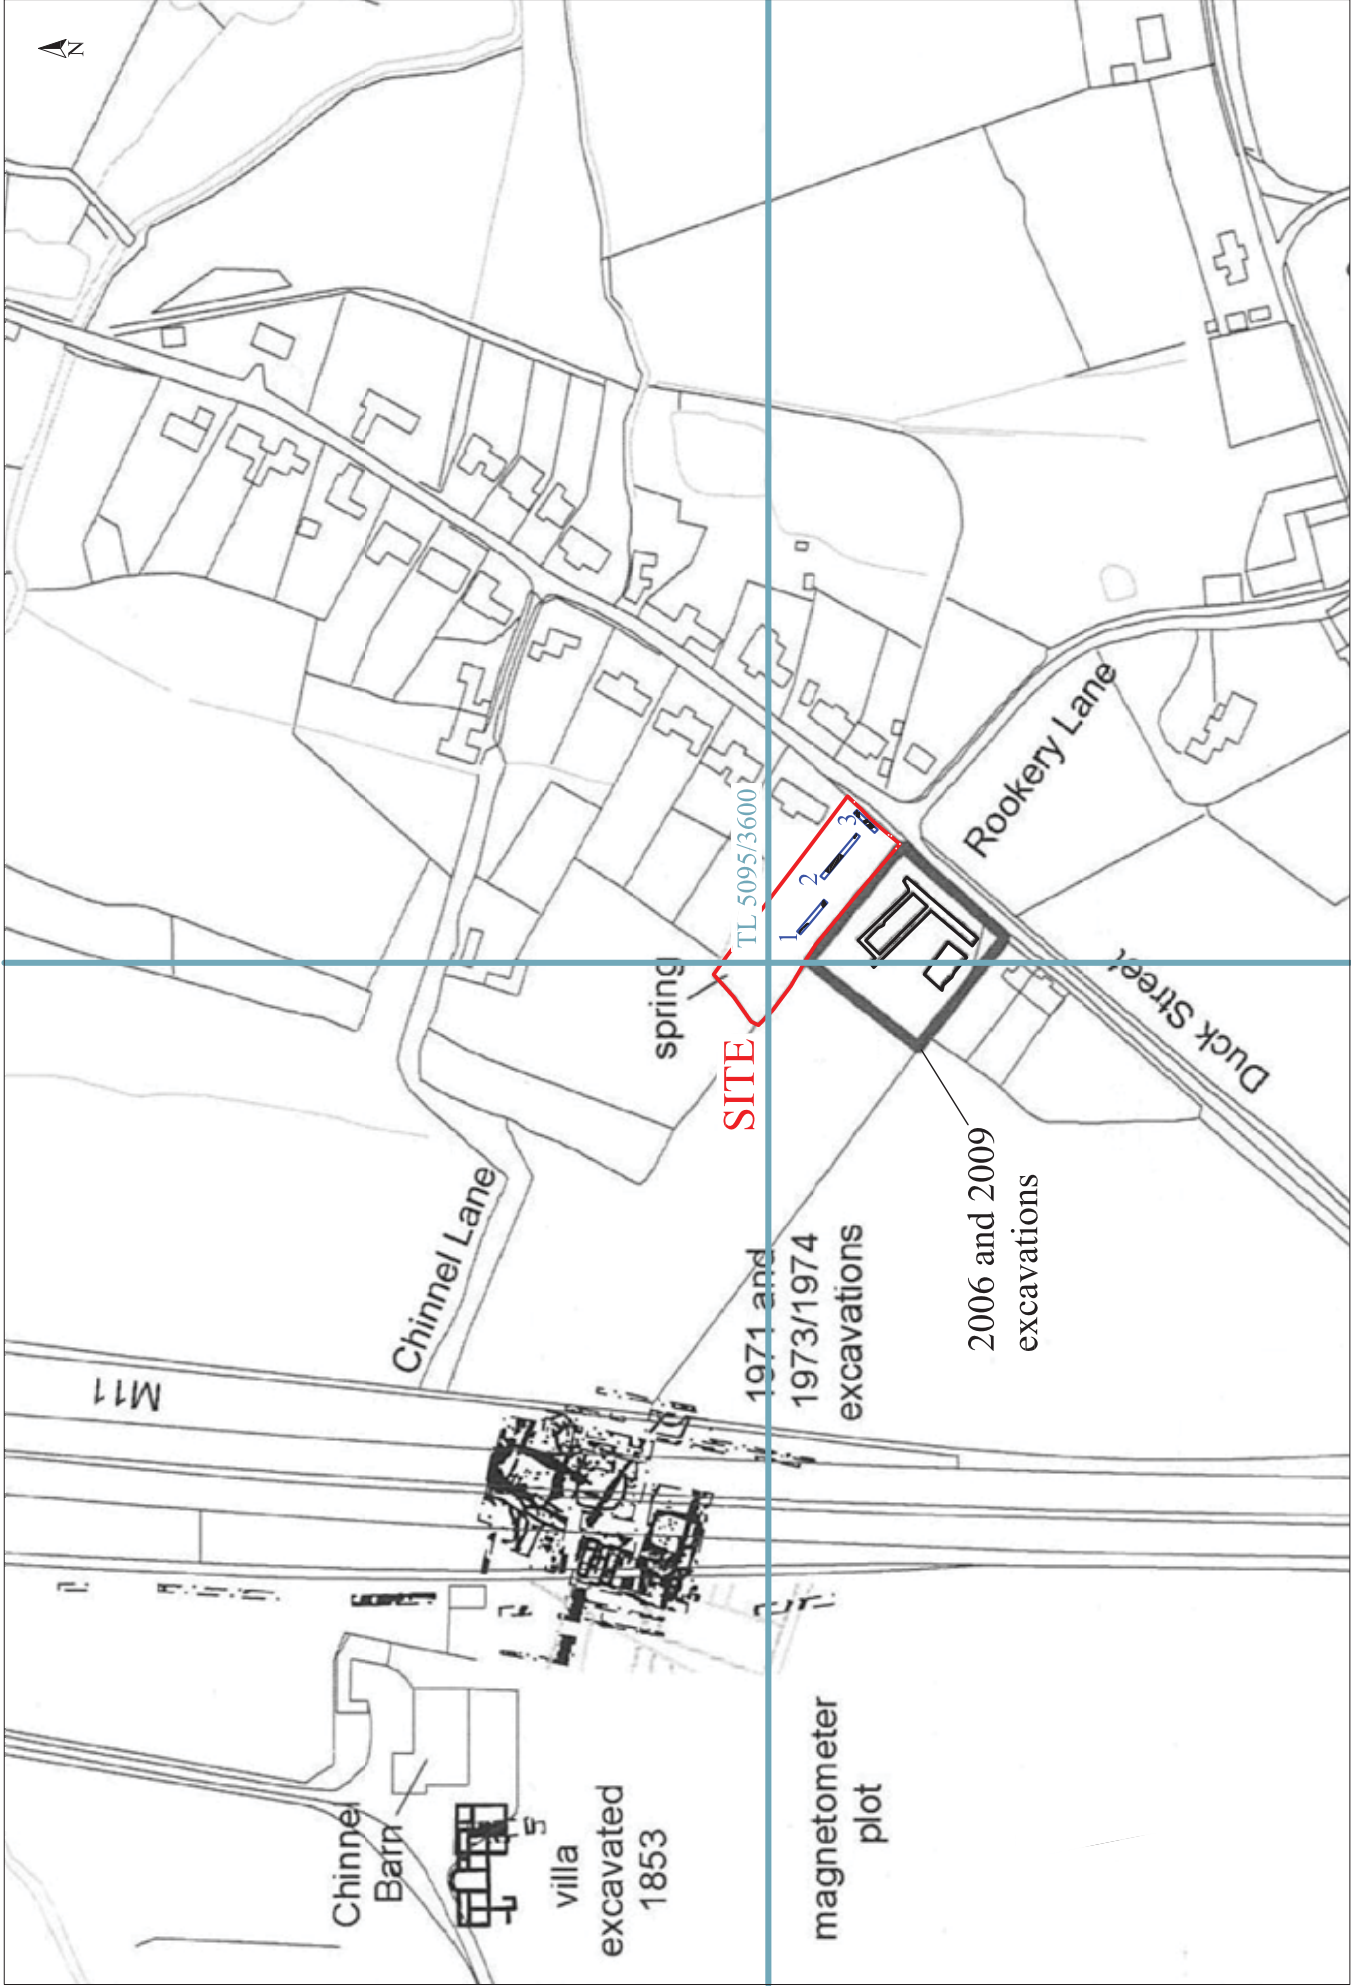 N
M11
Chinnel Lane
Chinnel
Barn
villa
excavated
1853
magnetometer
plot
1971 and
1973/1974
excavations
spring
SITE
TL 5095/3600
1
2
3
2006 and 2009
excavations
Rookery Lane
Duck Street